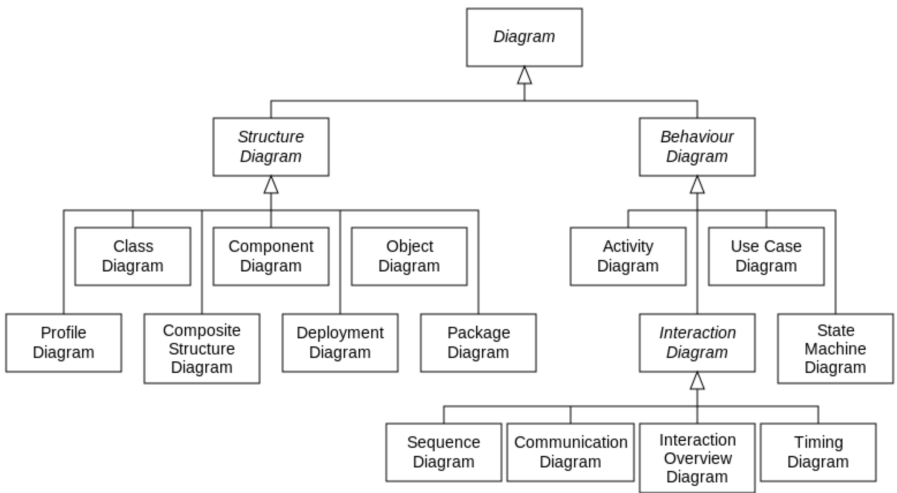 Diagram
Structure
Diagram
Behaviour
Diagram
Class
Diagram
Component
Diagram
Object
Diagram
Activity
Diagram
Use Case
Diagram
Profile
Diagram
Composite
Structure
Diagram
Deployment
Diagram
Package
Diagram
Interaction
Diagram
State
Machine
Diagram
Sequence
Diagram
Communication
Diagram
Interaction
Overview
Diagram
Timing
Diagram